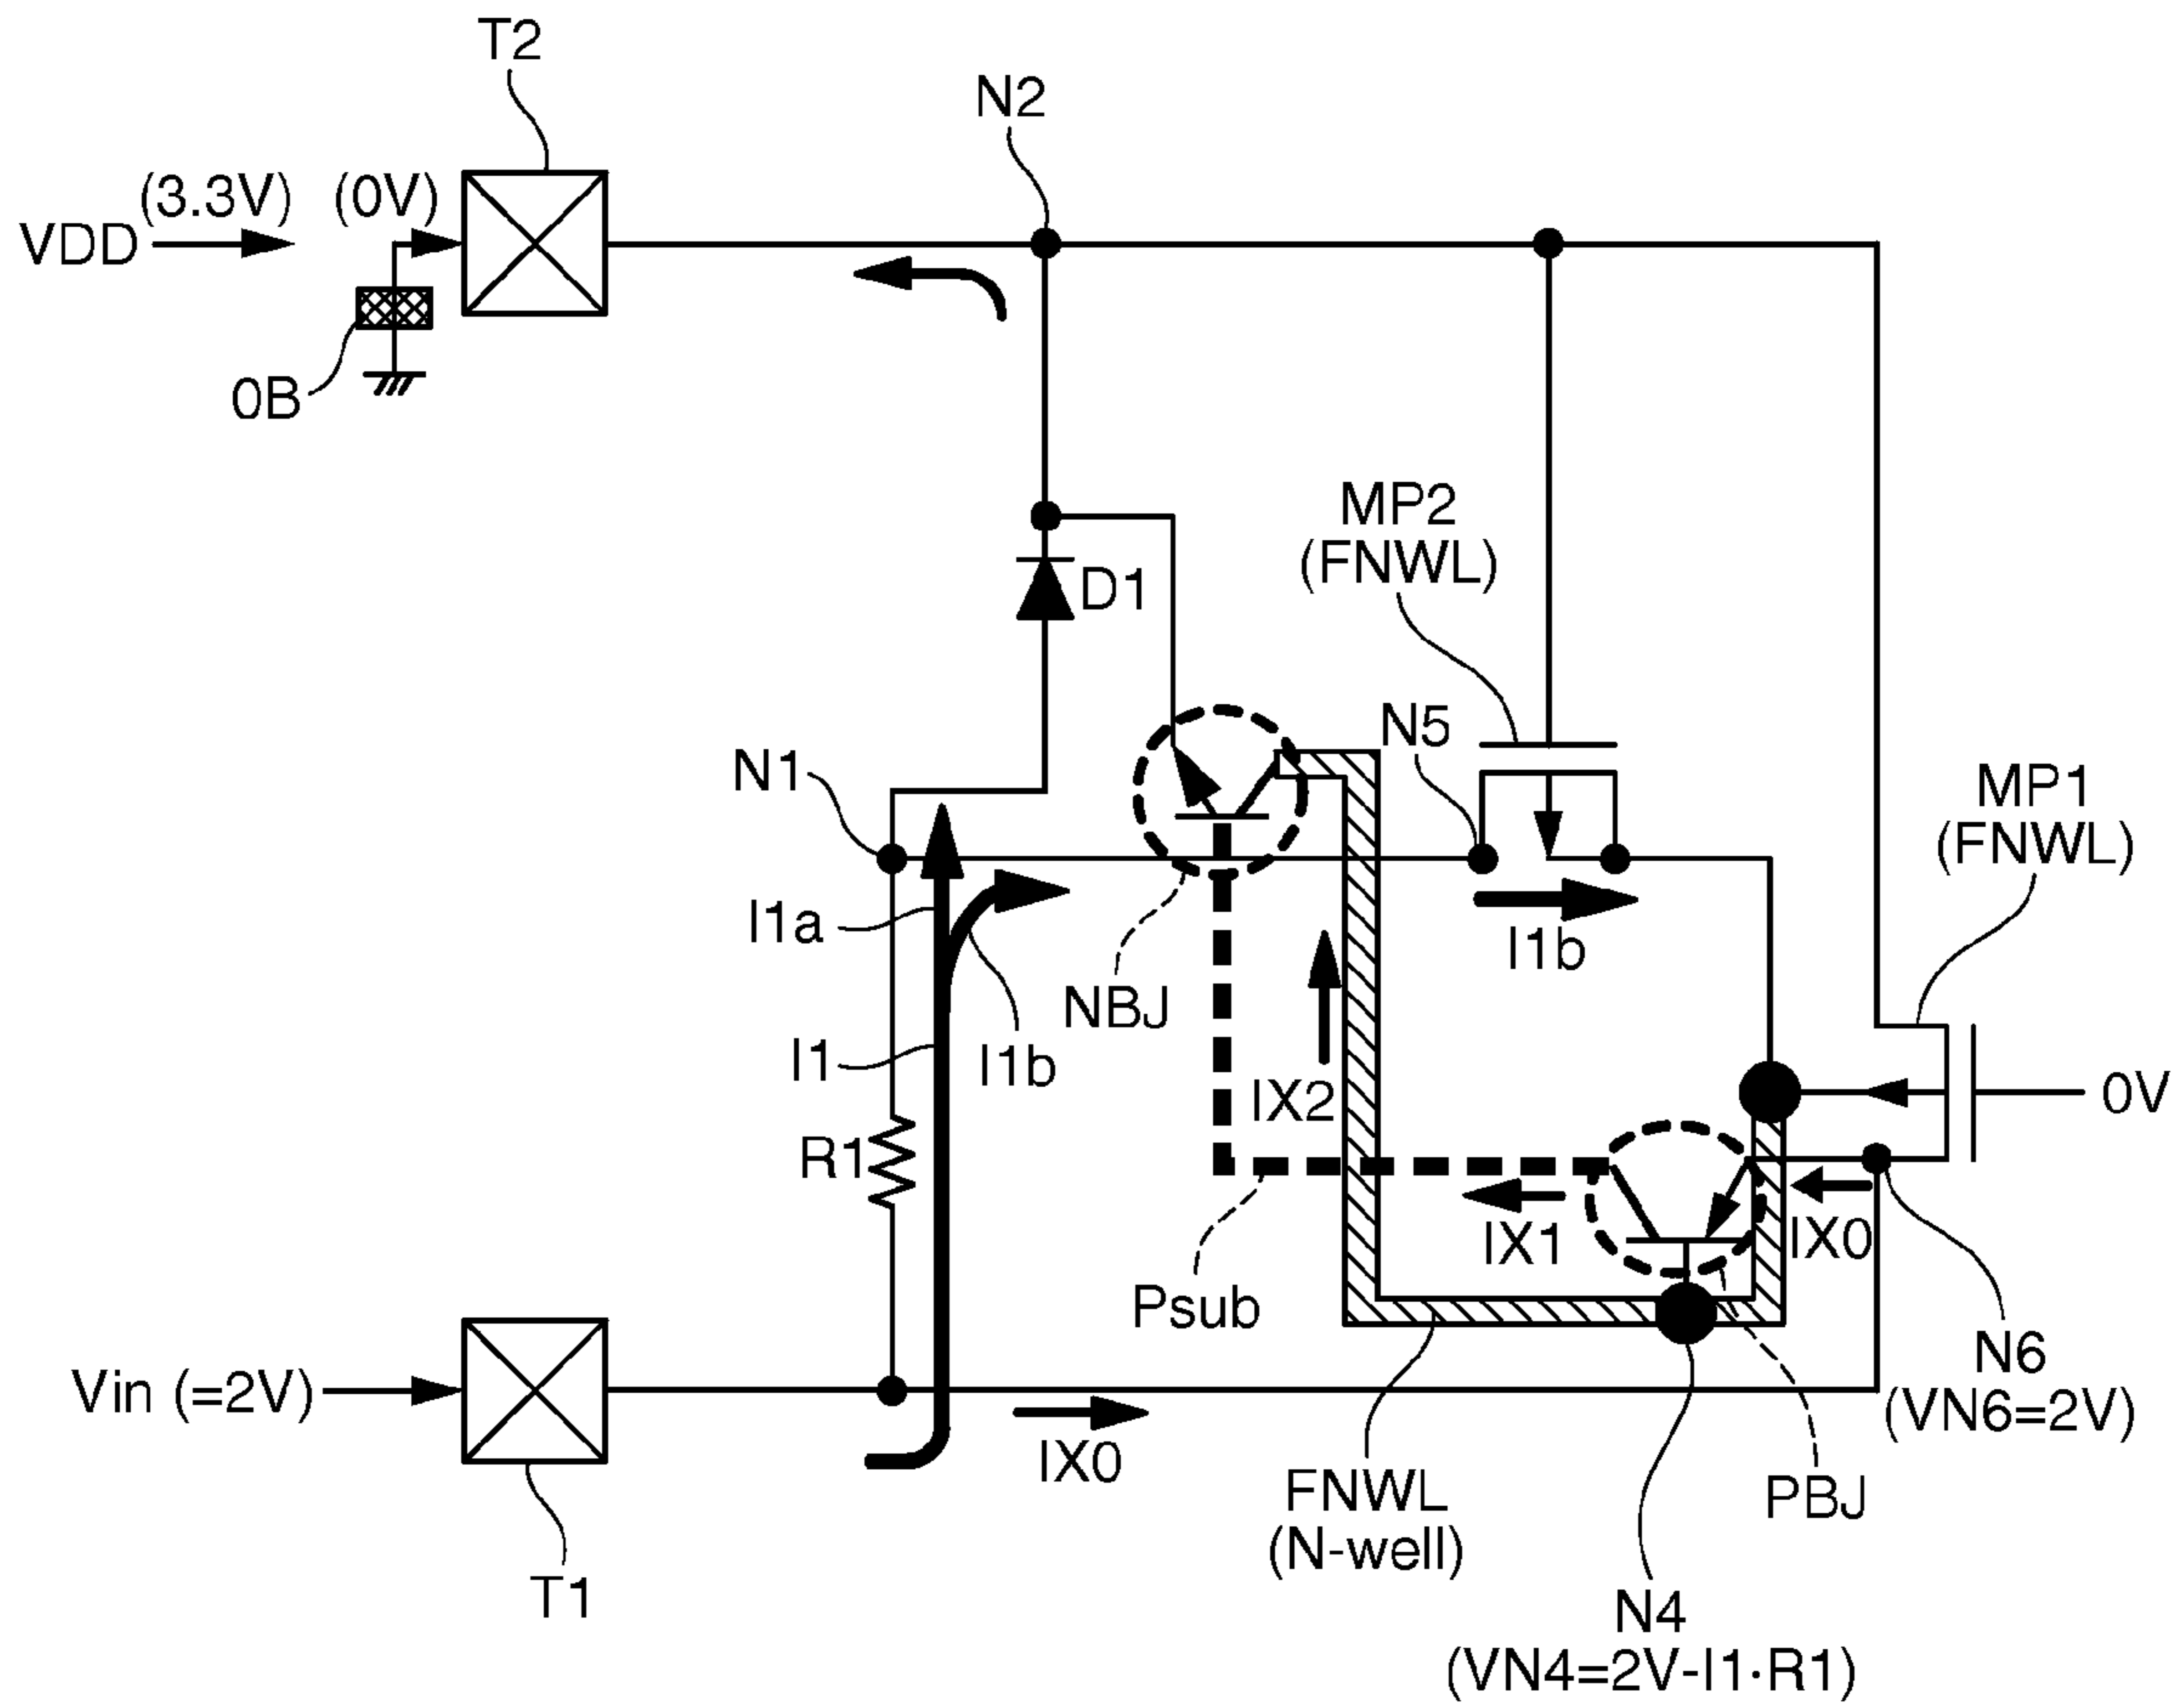 T2
N2
(3.3V) (0V)
VDD
0B
MP2
(FNWL)
D1
N5
N1
MP1
(FNWL)
I1a
I1b
NBJ
I1
I1b
IX2
0V
R1
IX1
IX0
Psub
N6
(VN6=2V)
Vin (=2V)
IX0
FNWL
(N-well)
PBJ
T1
N4
(VN4=2V-I1·R1)